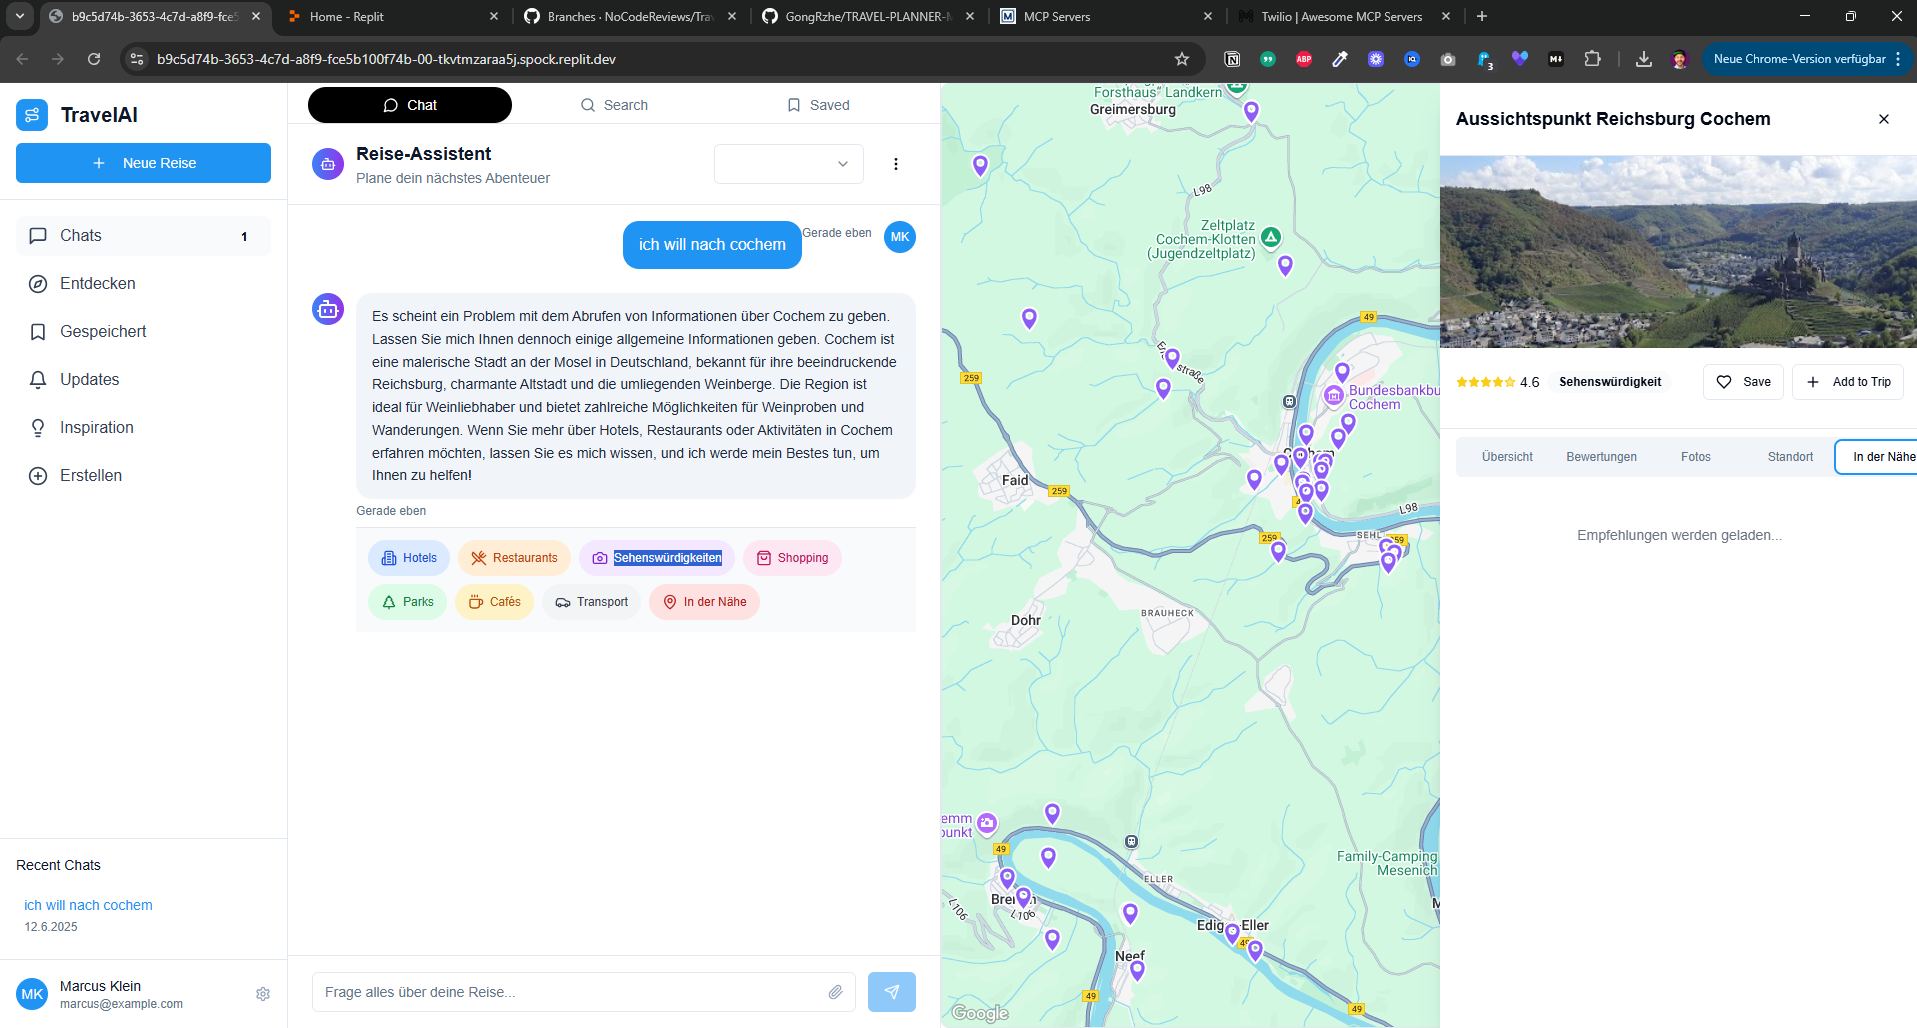 b9c5d74b-3653-4c7d-a8f9-fce5
Home - Replit
Branches · NoCodeReviews/Tra
GongRzhe/TRAVEL-PLANNER-M
MCP Servers
Twilio | Awesome MCP Servers
b9c5d74b-3653-4c7d-a8f9-fce5b100f74b-00-tkvtmzaraa5j.spock.replit.dev
ABP
3
Neue Chrome-Version verfügbar
TravelAI
Neue Reise
Chats 1
Entdecken
Gespeichert
Updates
Inspiration
Erstellen
Recent Chats
ich will nach cochem
12.6.2025
MK
Marcus Klein
marcus@example.com
Chat
Search
Saved
Reise-Assistent
Plane dein nächstes Abenteuer
ich will nach cochem
Gerade eben
MK
Es scheint ein Problem mit dem Abrufen von Informationen über Cochem zu geben.
Lassen Sie mich Ihnen dennoch einige allgemeine Informationen geben. Cochem ist
eine malerische Stadt an der Mosel in Deutschland, bekannt für ihre beeindruckende
Reichsburg, charmante Altstadt und die umliegenden Weinberge. Die Region ist
ideal für Weinliebhaber und bietet zahlreiche Möglichkeiten für Weinproben und
Wanderungen. Wenn Sie mehr über Hotels, Restaurants oder Aktivitäten in Cochem
erfahren möchten, lassen Sie es mich wissen, und ich werde mein Bestes tun, um
Ihnen zu helfen!
Gerade eben
Hotels
Restaurants
Sehenswürdigkeiten
Shopping
Parks
Cafés
Transport
In der Nähe
Frage alles über deine Reise...
Forsthaus" Landkern
Greimersburg
L98
Zeltplatz
Cochem-Klotten
(Jugendzeltplatz)
49
259
Bundesbankbu
Cochem
Faid
259
L98
259
SEHL
259
Dohr
BRAUHECK
emm
punkt
49
Family-Camping
Mesenich
ELLER
L106
L106
Ediger-Eller
49
Neef
49
49
Google
Aussichtspunkt Reichsburg Cochem
4.6
Sehenswürdigkeit
Save
Add to Trip
Übersicht
Bewertungen
Fotos
Standort
In der Nähe
Empfehlungen werden geladen...